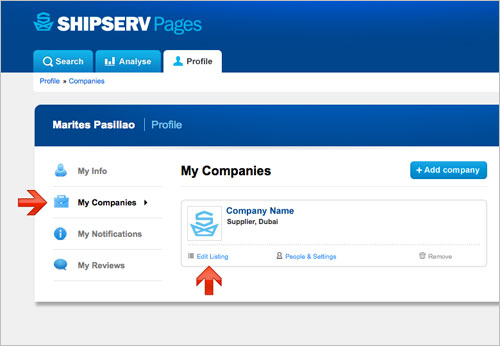 SHIPSERV Pages
Search Analyse Profile
Profile » Companies
Marites Pasiliao Profile
My Info
My Companies
My Notifications
My Reviews
My Companies
+ Add company
Company Name
Supplier, Dubai
Edit Listing People & Settings Remove